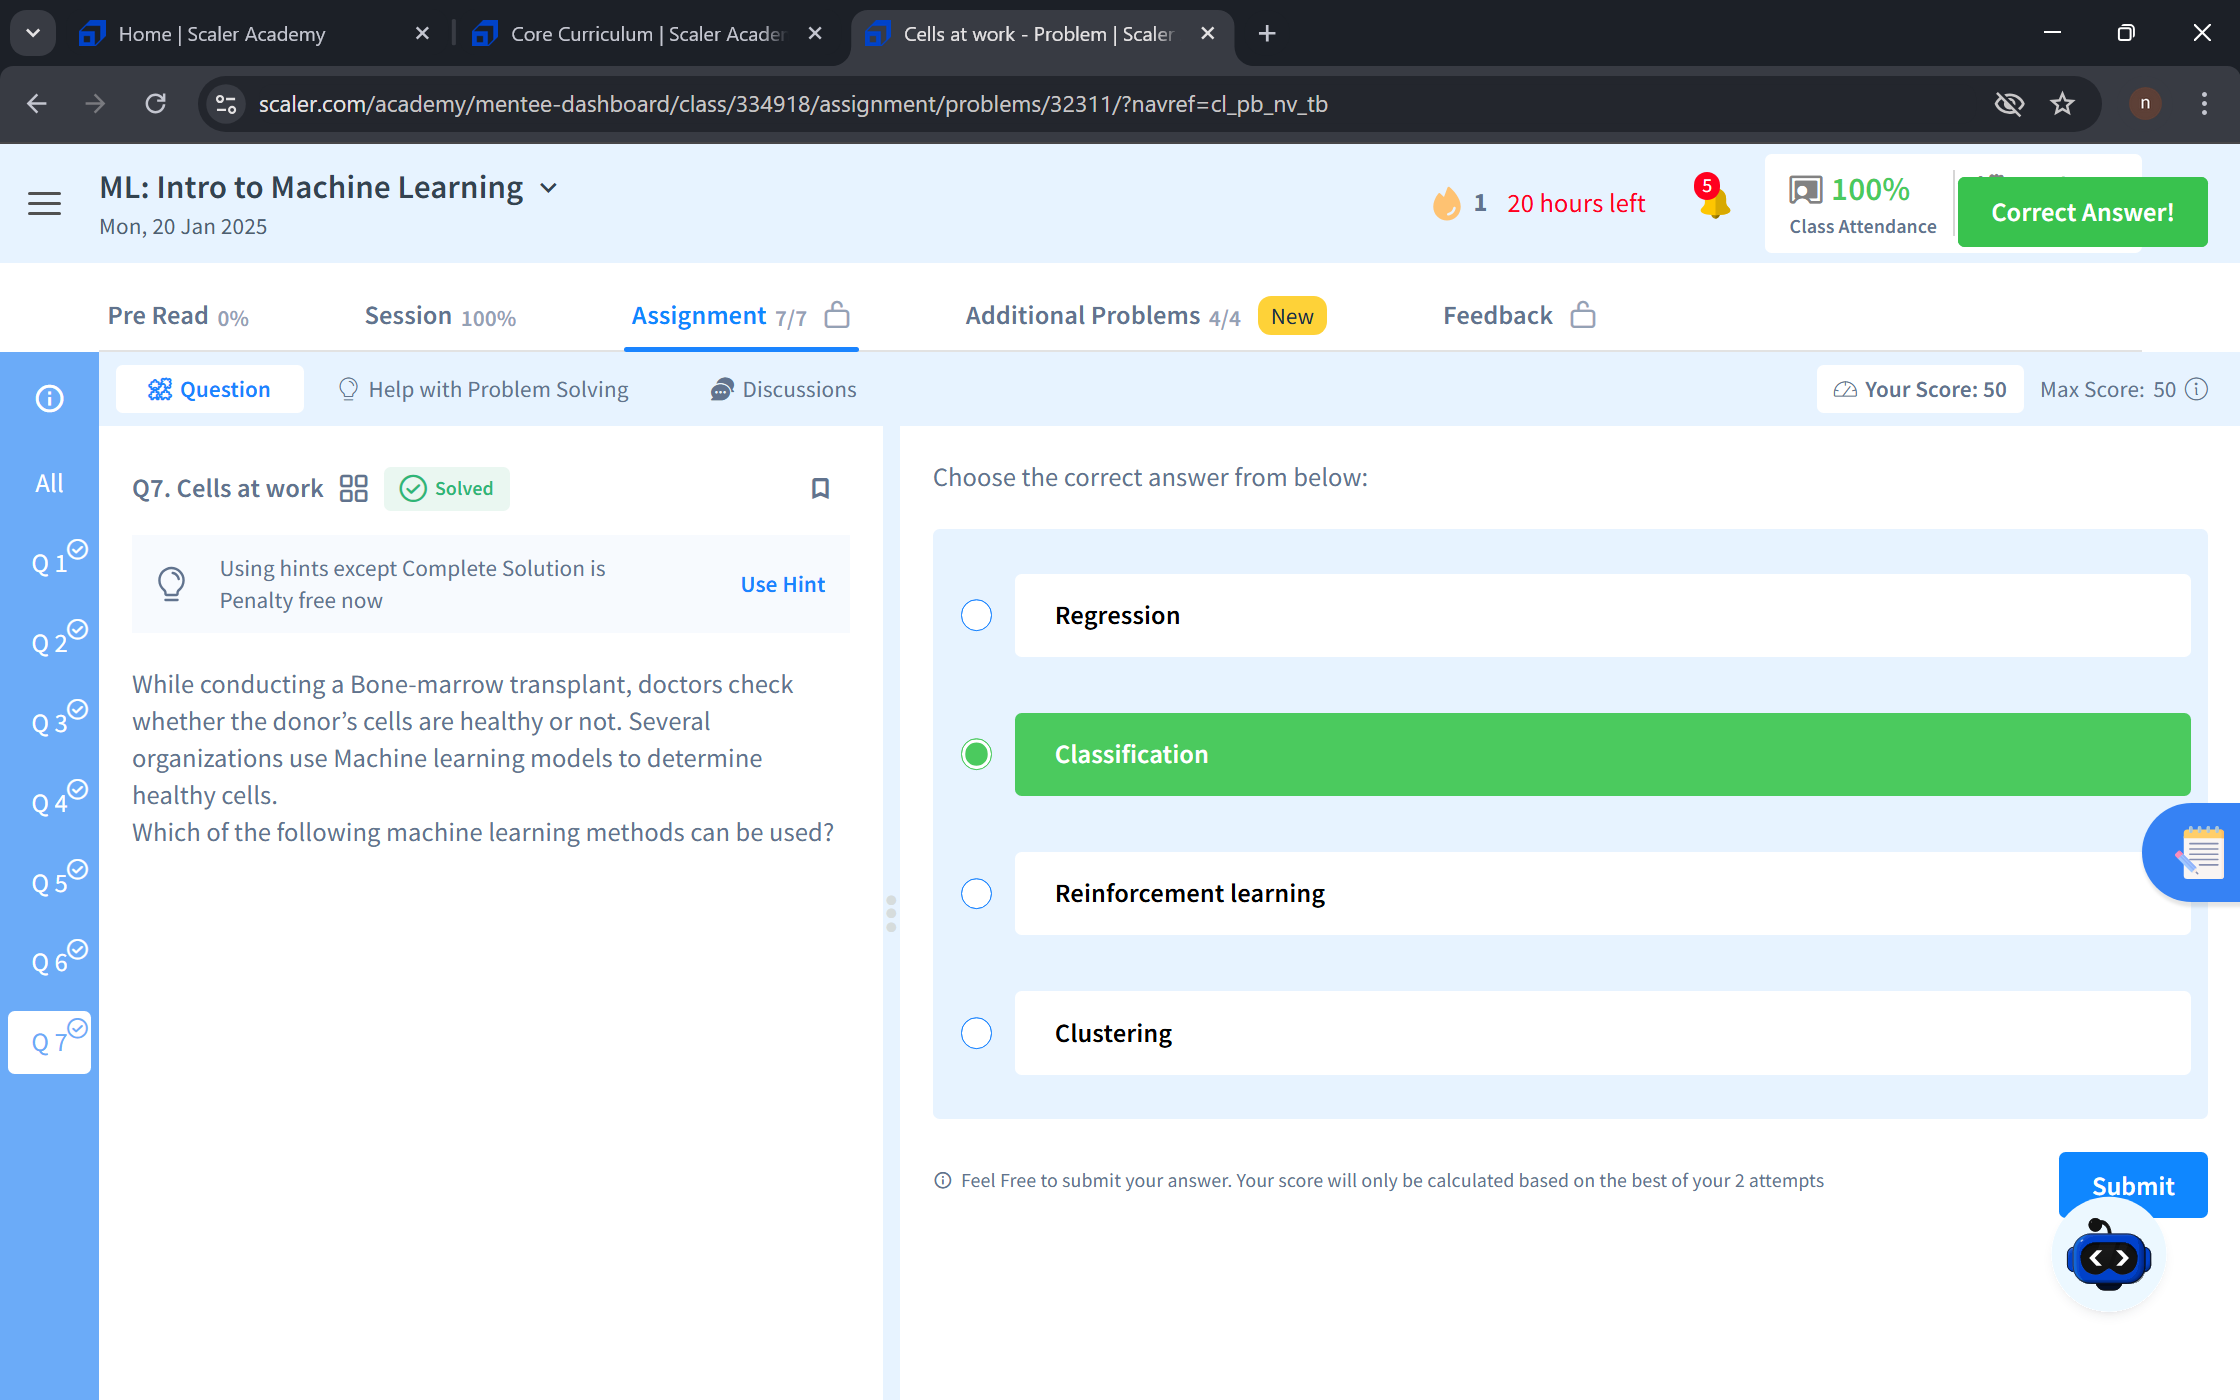 Home | Scaler Academy
Core Curriculum | Scaler Acade
Cells at work - Problem | Scaler
scaler.com/academy/mentee-dashboard/class/334918/assignment/problems/32311/?navref=cl_pb_nv_tb
n
ML: Intro to Machine Learning
Mon, 20 Jan 2025
1 20 hours left
5
100%
Class Attendance
Correct Answer!
Pre Read 0%
Session 100%
Assignment 7/7
Additional Problems 4/4 New
Feedback
Question
Help with Problem Solving
Discussions
Your Score: 50
Max Score: 50
All
Q 1
Q 2
Q 3
Q 4
Q 5
Q 6
Q 7
Q7. Cells at work
Solved
Using hints except Complete Solution is
Penalty free now
Use Hint
While conducting a Bone-marrow transplant, doctors check
whether the donor’s cells are healthy or not. Several
organizations use Machine learning models to determine
healthy cells.
Which of the following machine learning methods can be used?
Choose the correct answer from below:
Regression
Classification
Reinforcement learning
Clustering
Feel Free to submit your answer. Your score will only be calculated based on the best of your 2 attempts
Submit